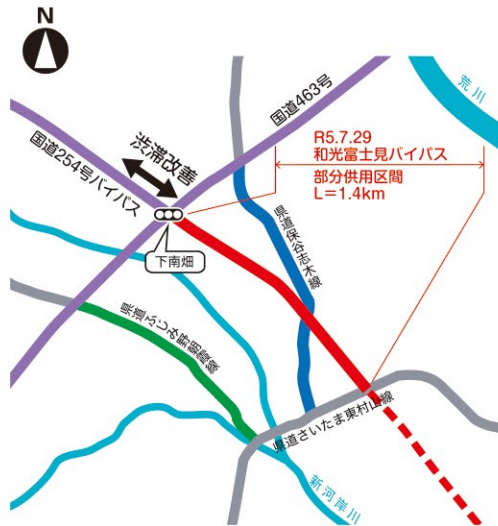 N
荒川
国道463号
国道254号バイパス
渋滞改善
R5.7.29
和光富士見バイパス
部分供用区間
L=1.4km
下南畑
県道保谷志木線
県道ふじみ野朝霞線
県道さいたま東村山線
新河岸川